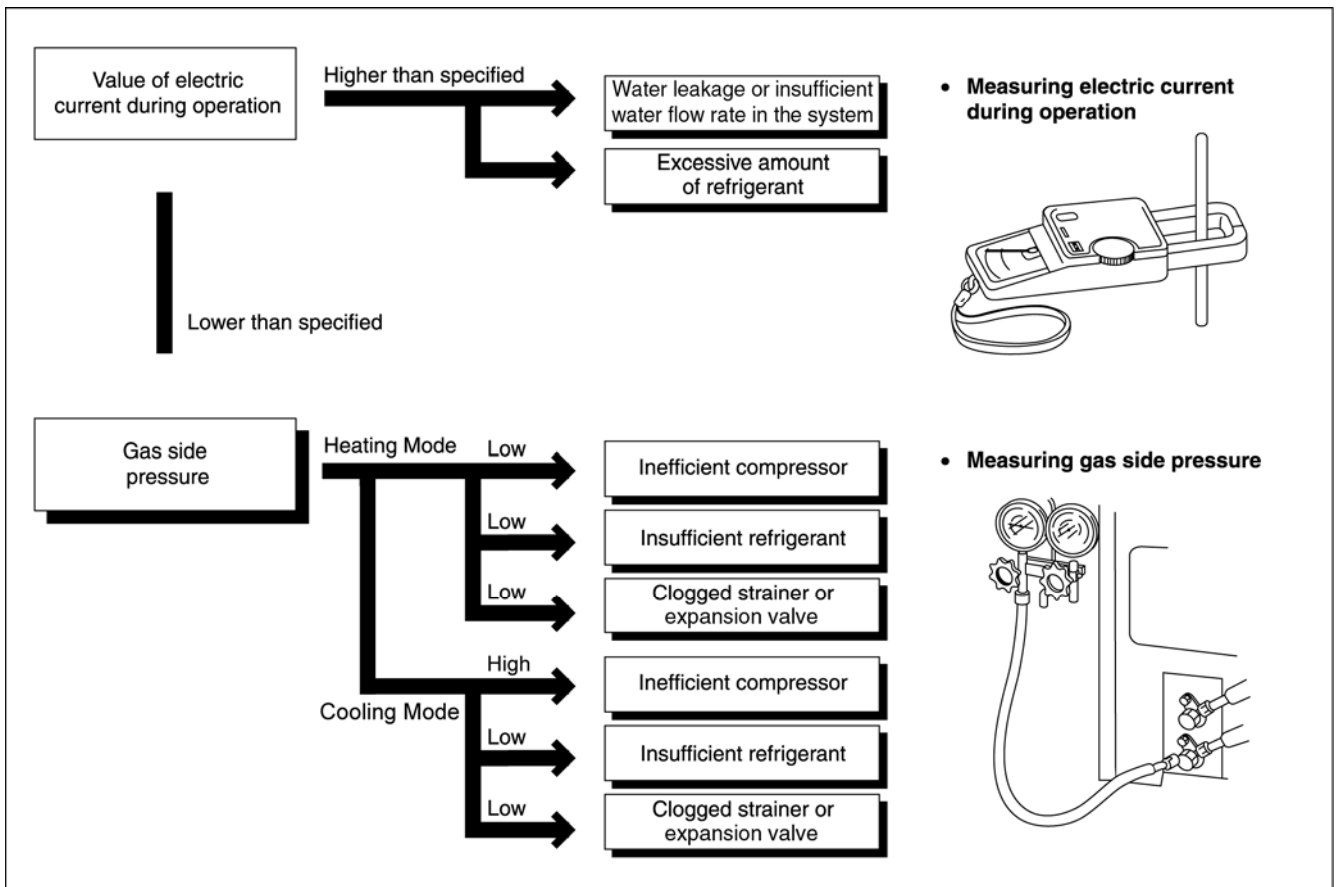 Value of electric
current during operation
Higher than specified
Water leakage or insufficient
water flow rate in the system
Excessive amount
of refrigerant
Lower than specified
• Measuring electric current
during operation
Gas side
pressure
Heating Mode
Low
Inefficient compressor
Low
Insufficient refrigerant
Low
Clogged strainer or
expansion valve
High
Inefficient compressor
Cooling Mode
Low
Insufficient refrigerant
Low
Clogged strainer or
expansion valve
• Measuring gas side pressure